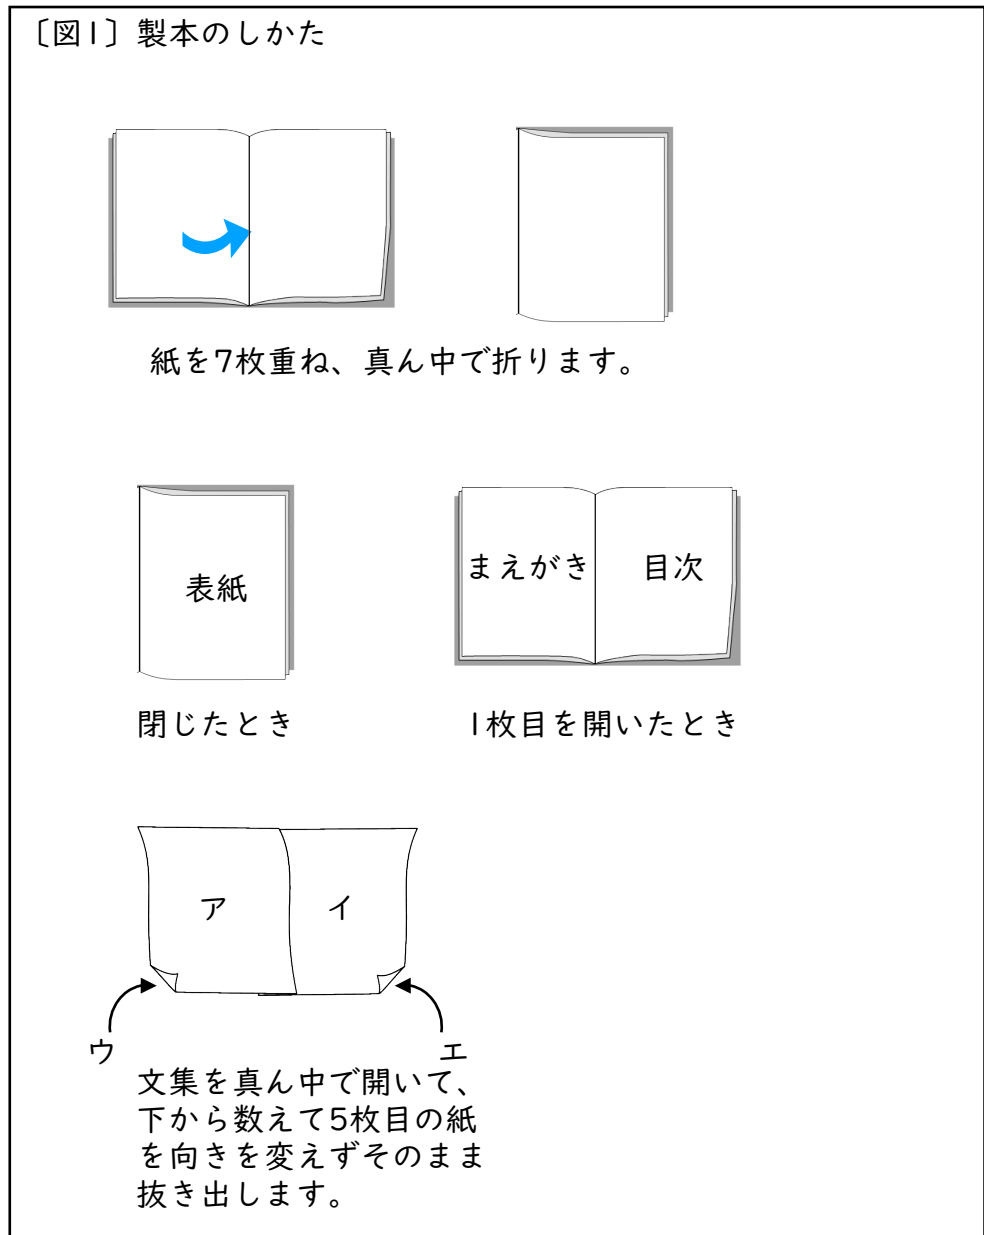 〔図1〕製本のしかた
紙を7枚重ね、真ん中で折ります。
表紙
まえがき
目次
閉じたとき
1枚目を開いたとき
ア
イ
ウ
エ
文集を真ん中で開いて、
下から数えて5枚目の紙
を向きを変えずそのまま
抜き出します。